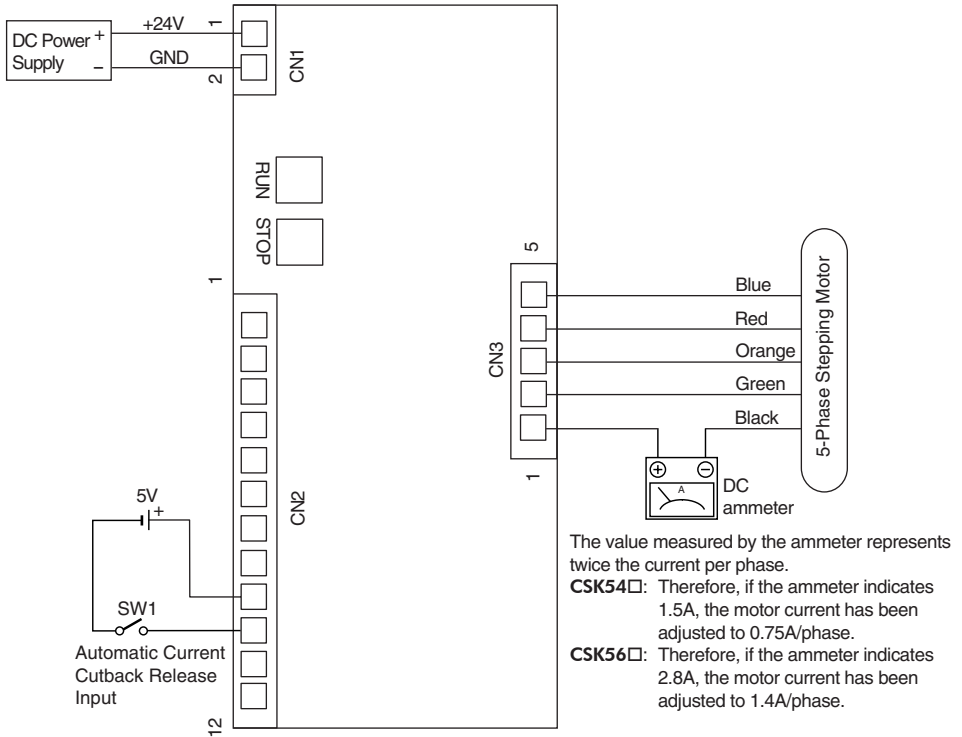 DC Power +
Supply −
+24V
GND
1
2
CN1
RUN
STOP
1
CN2
12
5V
+
SW1
Automatic Current
Cutback Release
Input
5
CN3
1
Blue
Red
Orange
Green
Black
5-Phase Stepping Motor
+
−
A
DC
ammeter
The value measured by the ammeter represents
twice the current per phase.
CSK54□: Therefore, if the ammeter indicates
1.5A, the motor current has been
adjusted to 0.75A/phase.
CSK56□: Therefore, if the ammeter indicates
2.8A, the motor current has been
adjusted to 1.4A/phase.